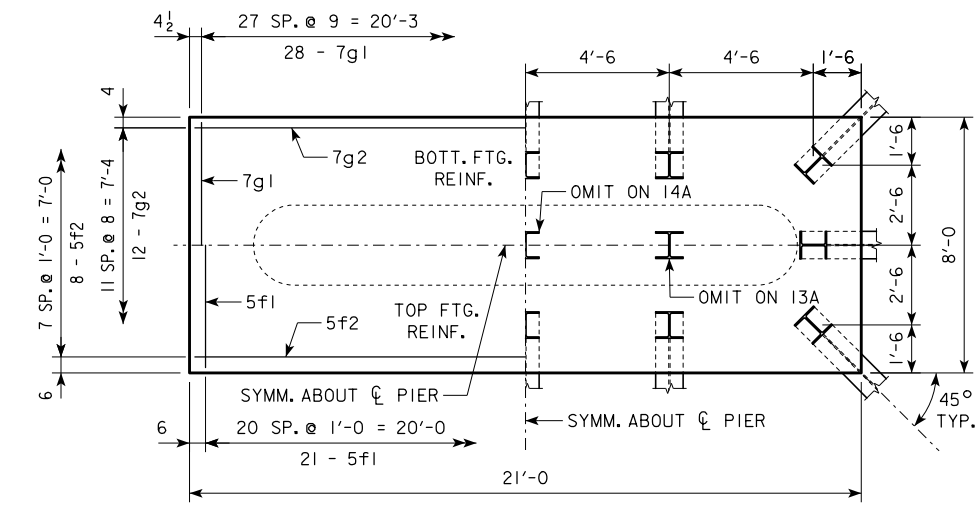 4½ 27 SP. @ 9 = 20'-3
28 - 7g1
4'-6 4'-6 1'-6
4
7g2
BOTT. FTG.
REINF.
7g1
OMIT ON 14A
7 SP. @ 1'-0 = 7'-0
8 - 5f2
11 SP. @ 8 = 7'-4
12 - 7g2
1'-6
2'-6
2'-6
1'-6
8'-0
5f1
TOP FTG.
REINF.
5f2
OMIT ON 13A
6
SYMM. ABOUT ℄ PIER
SYMM. ABOUT ℄ PIER
45°
TYP.
6 20 SP. @ 1'-0 = 20'-0
21 - 5f1
21'-0